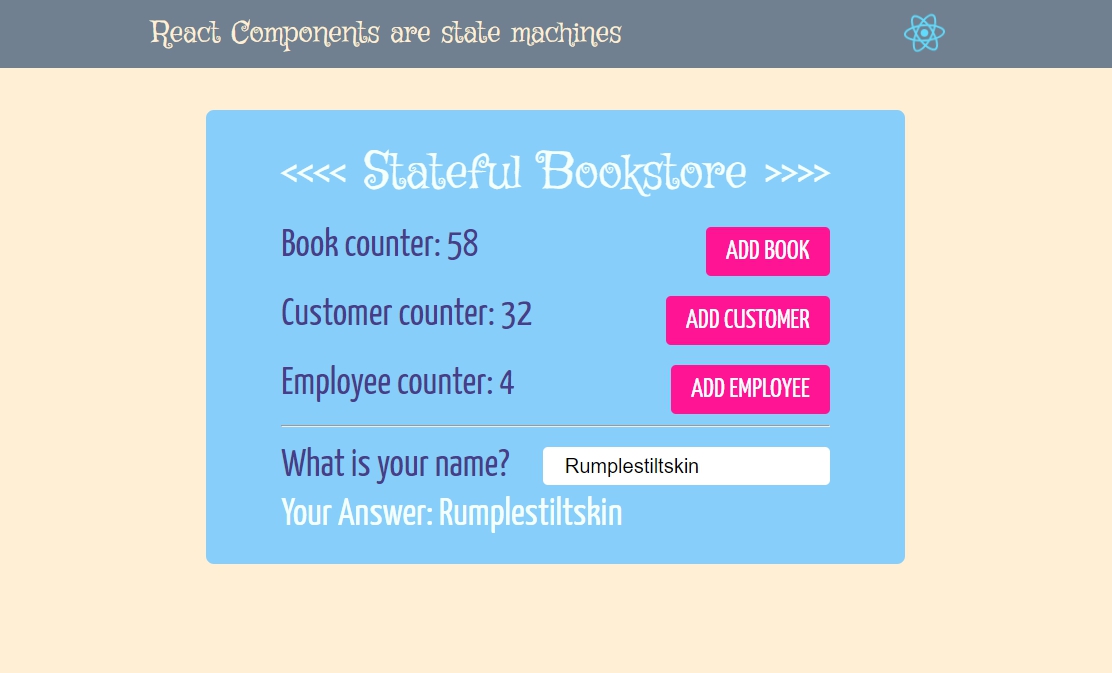 React Components are state machines
<<<< Stateful Bookstore >>>>
Book counter: 58 ADD BOOK
Customer counter: 32 ADD CUSTOMER
Employee counter: 4 ADD EMPLOYEE
What is your name? Rumplestiltskin
Your Answer: Rumplestiltskin